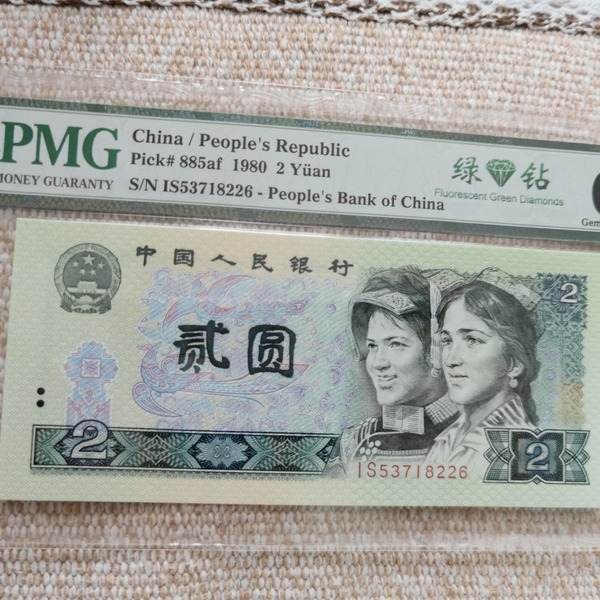 PMG
MONEY GUARANTY
China / People's Republic
Pick# 885af 1980 2 Yüan
S/N IS53718226 - People's Bank of China
绿 钻
Fluorescent Green Diamonds
Gem
中国人民银行
2
贰圆
2
IS53718226
2